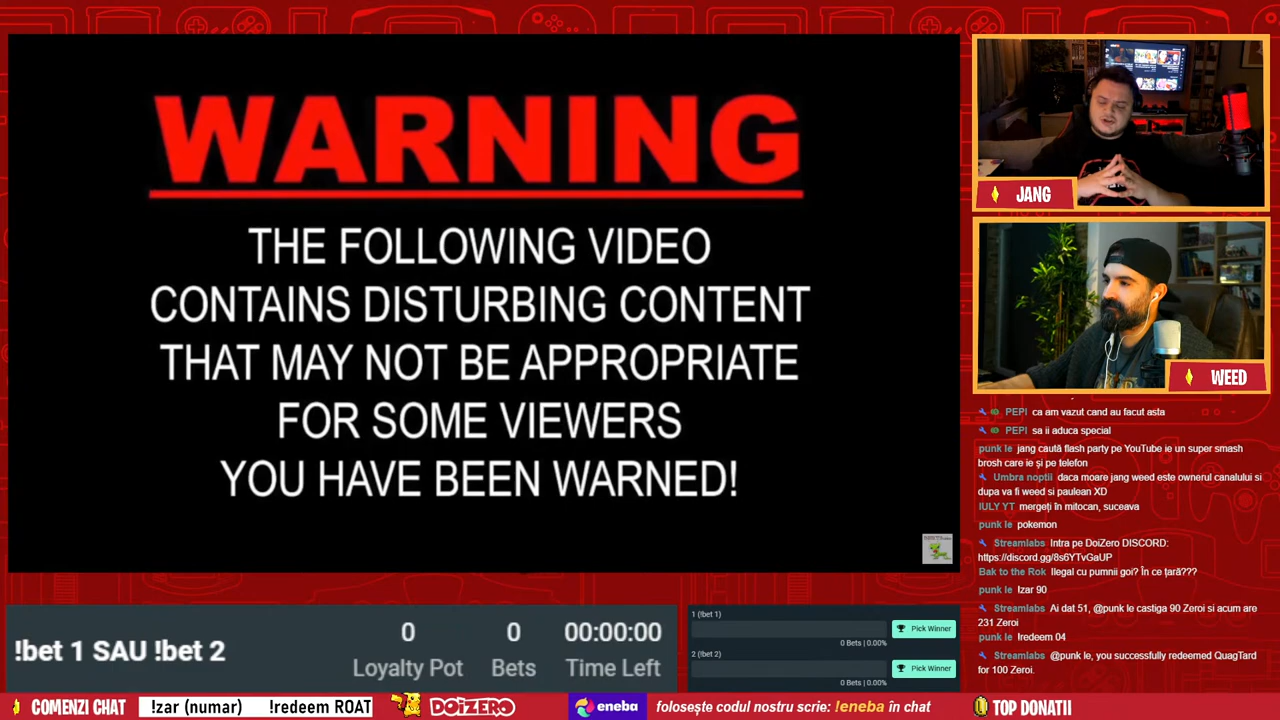 WARNING
THE FOLLOWING VIDEO
CONTAINS DISTURBING CONTENT
THAT MAY NOT BE APPROPRIATE
FOR SOME VIEWERS
YOU HAVE BEEN WARNED!
JANG
WEED
PEPI ca am vazut cand au facut asta
PEPI sa ii aduca special
punk le jang caută flash party pe YouTube ie un super smash
brosh care ie și pe telefon
Umbra noptii daca moare jang weed este ownerul canalului si
dupa va fi weed si paulean XD
IULY YT mergeți în mitocan, suceava
punk le pokemon
Streamlabs Intra pe DoiZero DISCORD:
https://discord.gg/8s6YTvGaUP
Bak to the Rok Ilegal cu pumnii goi? În ce țară???
punk le !zar 90
Streamlabs Ai dat 51, @punk le castiga 90 Zeroi si acum are
231 Zeroi
punk le !redeem 04
Streamlabs @punk le, you successfully redeemed QuagTard
for 100 Zeroi.
!bet 1 SAU !bet 2
0 0 00:00:00
Loyalty Pot Bets Time Left
1 (!bet 1)
Pick Winner
0 Bets | 0.00%
2 (!bet 2)
Pick Winner
0 Bets | 0.00%
COMENZI CHAT !zar (numar) !redeem ROAT DOIZERO eneba folosește codul nostru scrie: !eneba în chat TOP DONATII